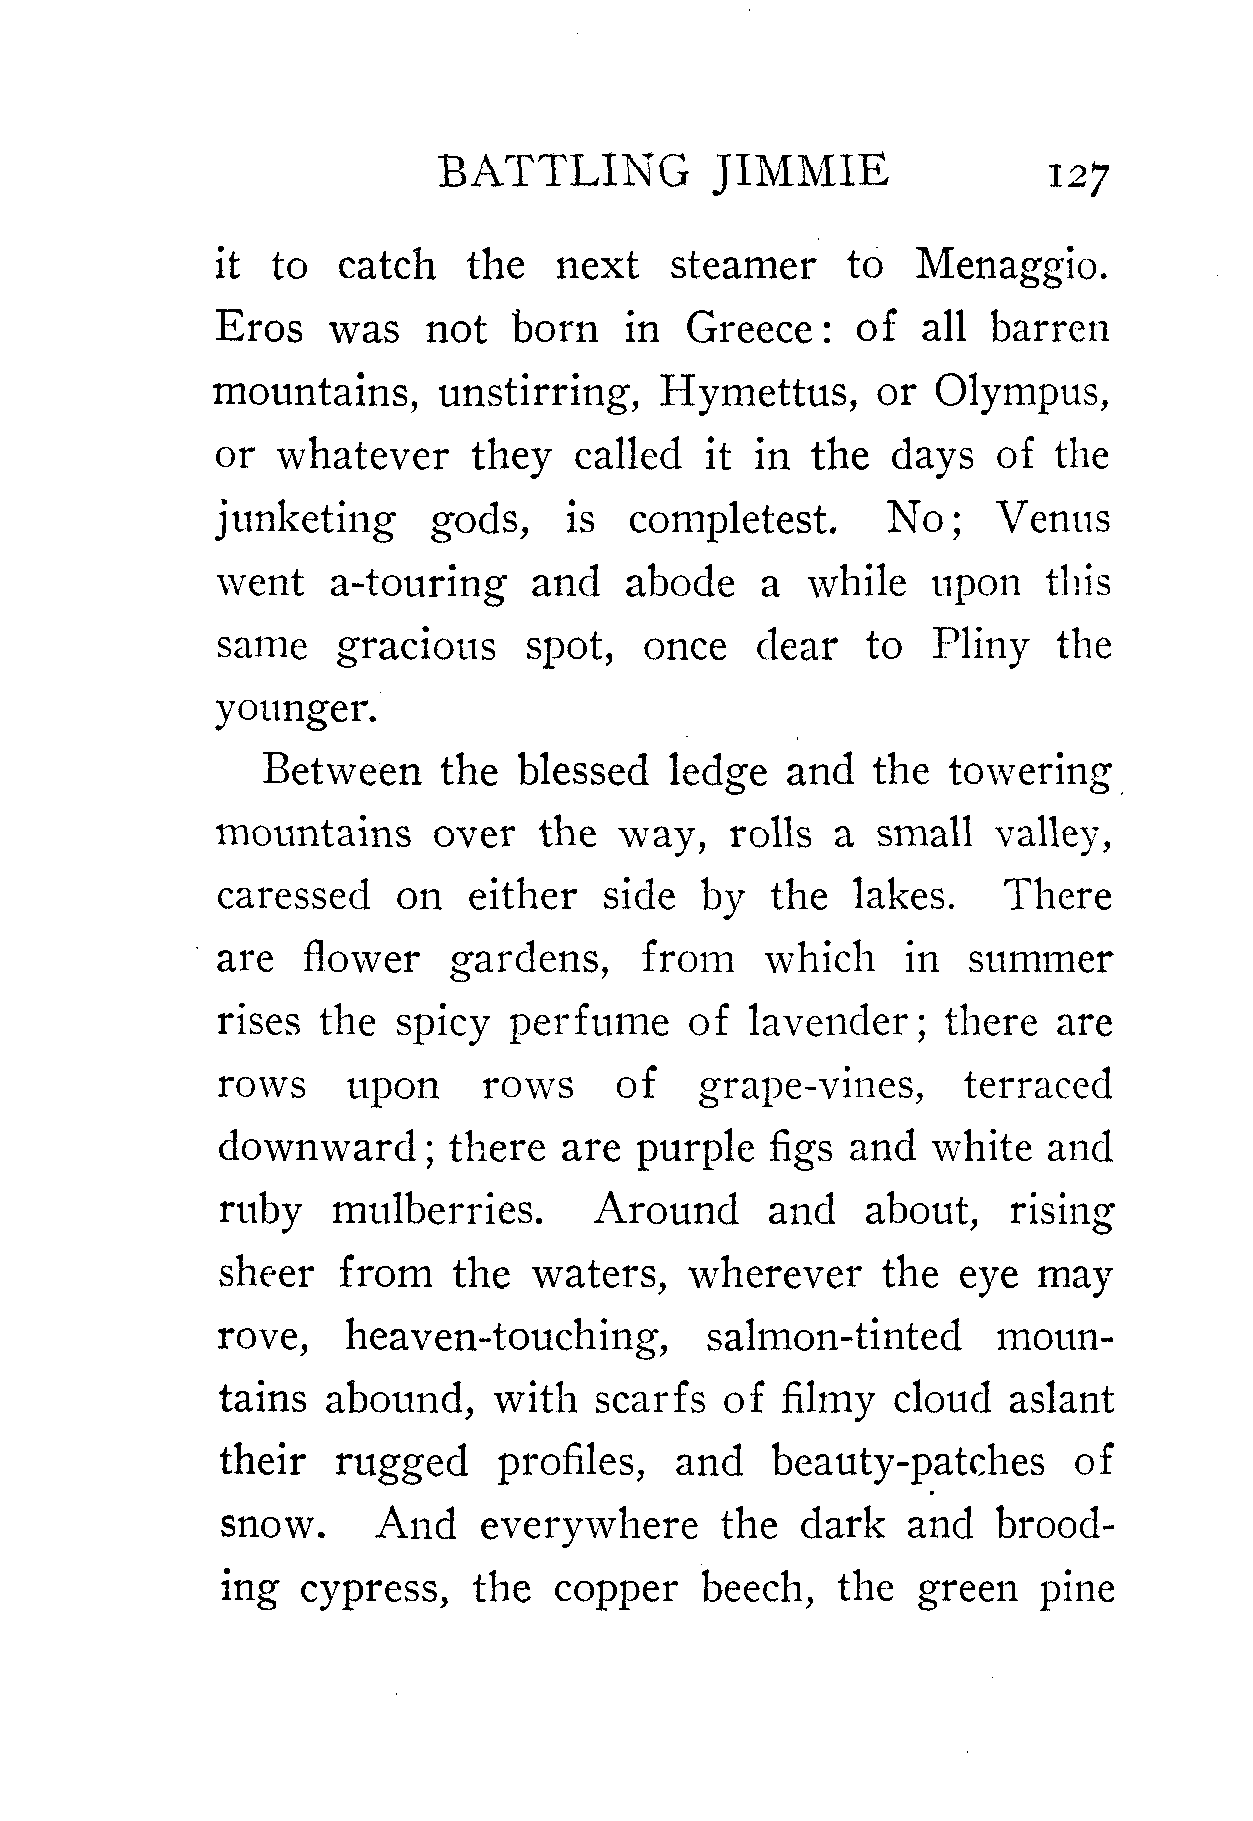 BATTLING JIMMIE 127
it to catch the next steamer to Menaggio.
Eros was not born in Greece: of all barren
mountains, unstirring, Hymettus, or Olympus,
or whatever they called it in the days of the
junketing gods, is completest. No; Venus
went a-touring and abode a while upon this
same gracious spot, once dear to Pliny the
younger.
Between the blessed ledge and the towering
mountains over the way, rolls a small valley,
caressed on either side by the lakes. There
are flower gardens, from which in summer
rises the spicy perfume of lavender; there are
rows upon rows of grape-vines, terraced
downward; there are purple figs and white and
ruby mulberries. Around and about, rising
sheer from the waters, wherever the eye may
rove, heaven-touching, salmon-tinted moun-
tains abound, with scarfs of filmy cloud aslant
their rugged profiles, and beauty-patches of
snow. And everywhere the dark and brood-
ing cypress, the copper beech, the green pine